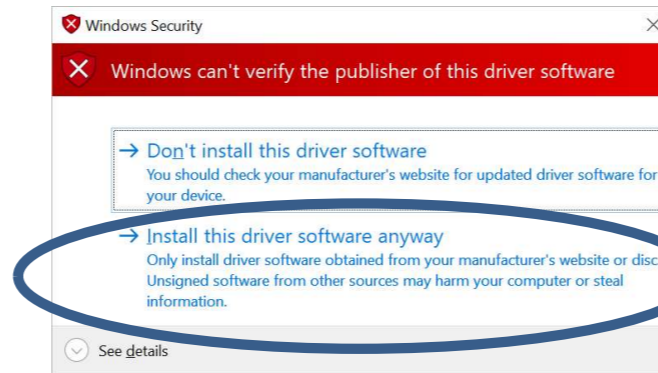 Windows Security
Windows can't verify the publisher of this driver software
Don't install this driver software
You should check your manufacturer's website for updated driver software for
your device.
Install this driver software anyway
Only install driver software obtained from your manufacturer's website or disc
Unsigned software from other sources may harm your computer or steal
information.
See details